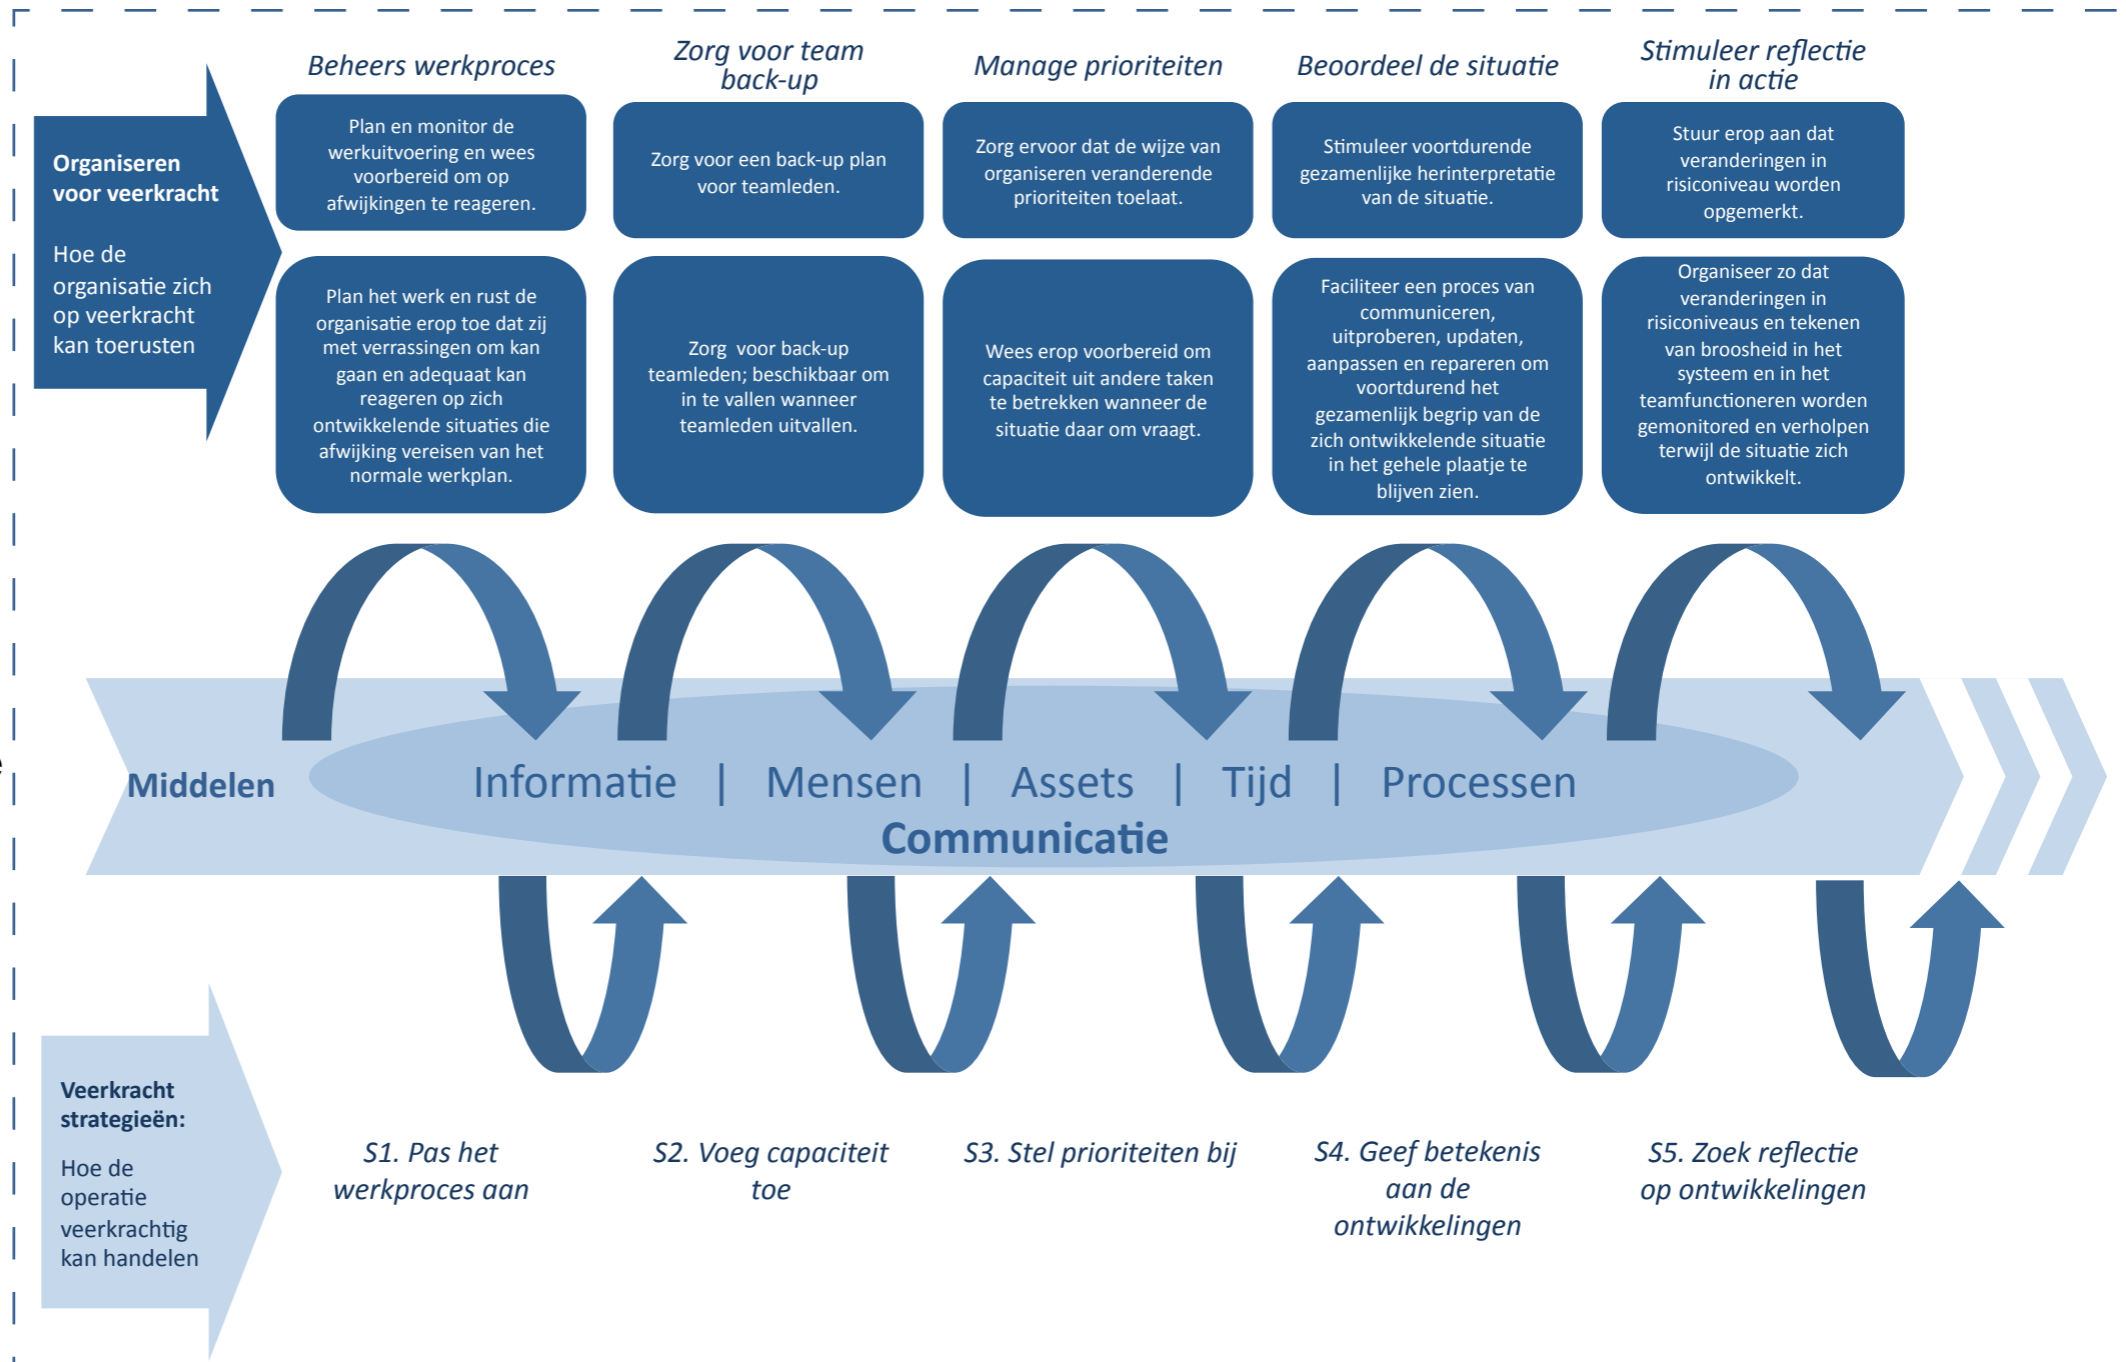 Beheers werkproces
Zorg voor team
back-up
Manage prioriteiten
Beoordeel de situatie
Stimuleer reflectie
in actie
Organiseren
voor veerkracht
Hoe de
organisatie zich
op veerkracht
kan toerusten
Plan en monitor de
werkuitvoering en wees
voorbereid om op
afwijkingen te reageren.
Zorg voor een back-up plan
voor teamleden.
Zorg ervoor dat de wijze van
organiseren veranderende
prioriteiten toelaat.
Stimuleer voortdurende
gezamenlijke herinterpretatie
van de situatie.
Stuur erop aan dat
veranderingen in
risiconiveau worden
opgemerkt.
Plan het werk en rust de
organisatie erop toe dat zij
met verrassingen om kan
gaan en adequaat kan
reageren op zich
ontwikkelende situaties die
afwijking vereisen van het
normale werkplan.
Zorg voor back-up
teamleden; beschikbaar om
in te vallen wanneer
teamleden uitvallen.
Wees erop voorbereid om
capaciteit uit andere taken
te betrekken wanneer de
situatie daar om vraagt.
Faciliteer een proces van
communiceren,
uitproberen, updaten,
aanpassen en repareren om
voortdurend het
gezamenlijk begrip van de
zich ontwikkelende situatie
in het gehele plaatje te
blijven zien.
Organiseer zo dat
veranderingen in
risiconiveaus en tekenen
van broosheid in het
systeem en in het
teamfunctioneren worden
gemonitored en verholpen
terwijl de situatie zich
ontwikkelt.
e
Middelen
Informatie | Mensen | Assets | Tijd | Processen
Communicatie
Veerkracht
strategieën:
Hoe de
operatie
veerkrachtig
kan handelen
S1. Pas het
werkproces aan
S2. Voeg capaciteit
toe
S3. Stel prioriteiten bij
S4. Geef betekenis
aan de
ontwikkelingen
S5. Zoek reflectie
op ontwikkelingen